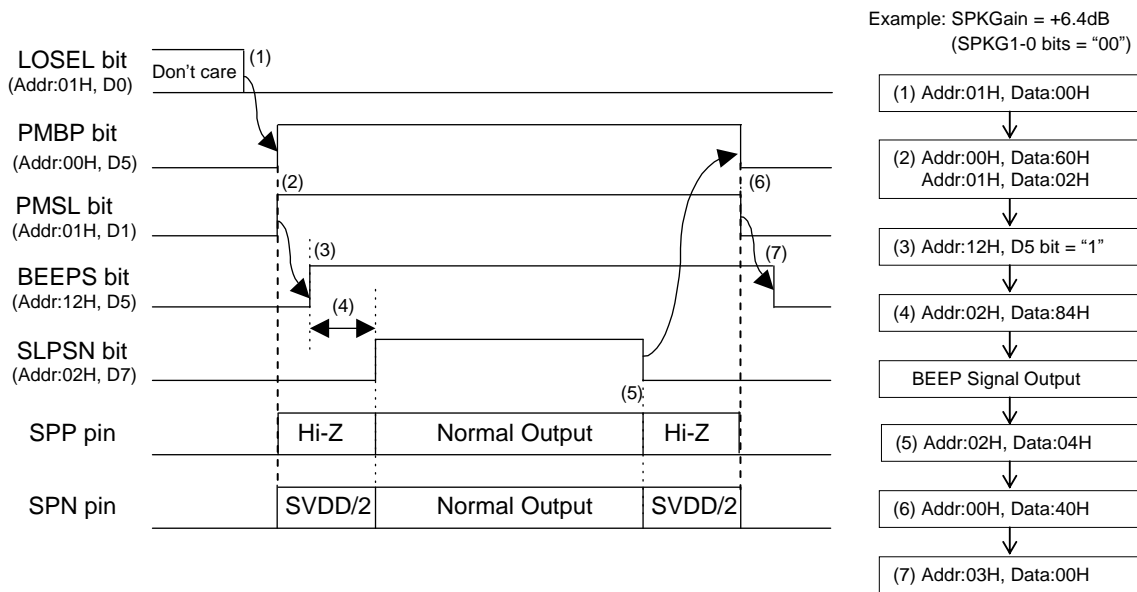 LOSEL bit
(Addr:01H, D0)
Don't care
(1)
PMBP bit
(Addr:00H, D5)
(2)
(6)
PMSL bit
(Addr:01H, D1)
(3)
(7)
BEEPS bit
(Addr:12H, D5)
(4)
SLPSN bit
(Addr:02H, D7)
(5)
SPP pin
Hi-Z
Normal Output
Hi-Z
SPN pin
SVDD/2
Normal Output
SVDD/2
Example: SPKGain = +6.4dB
(SPKG1-0 bits = “00”)
(1) Addr:01H, Data:00H
(2) Addr:00H, Data:60H
Addr:01H, Data:02H
(3) Addr:12H, D5 bit = “1”
(4) Addr:02H, Data:84H
BEEP Signal Output
(5) Addr:02H, Data:04H
(6) Addr:00H, Data:40H
(7) Addr:03H, Data:00H